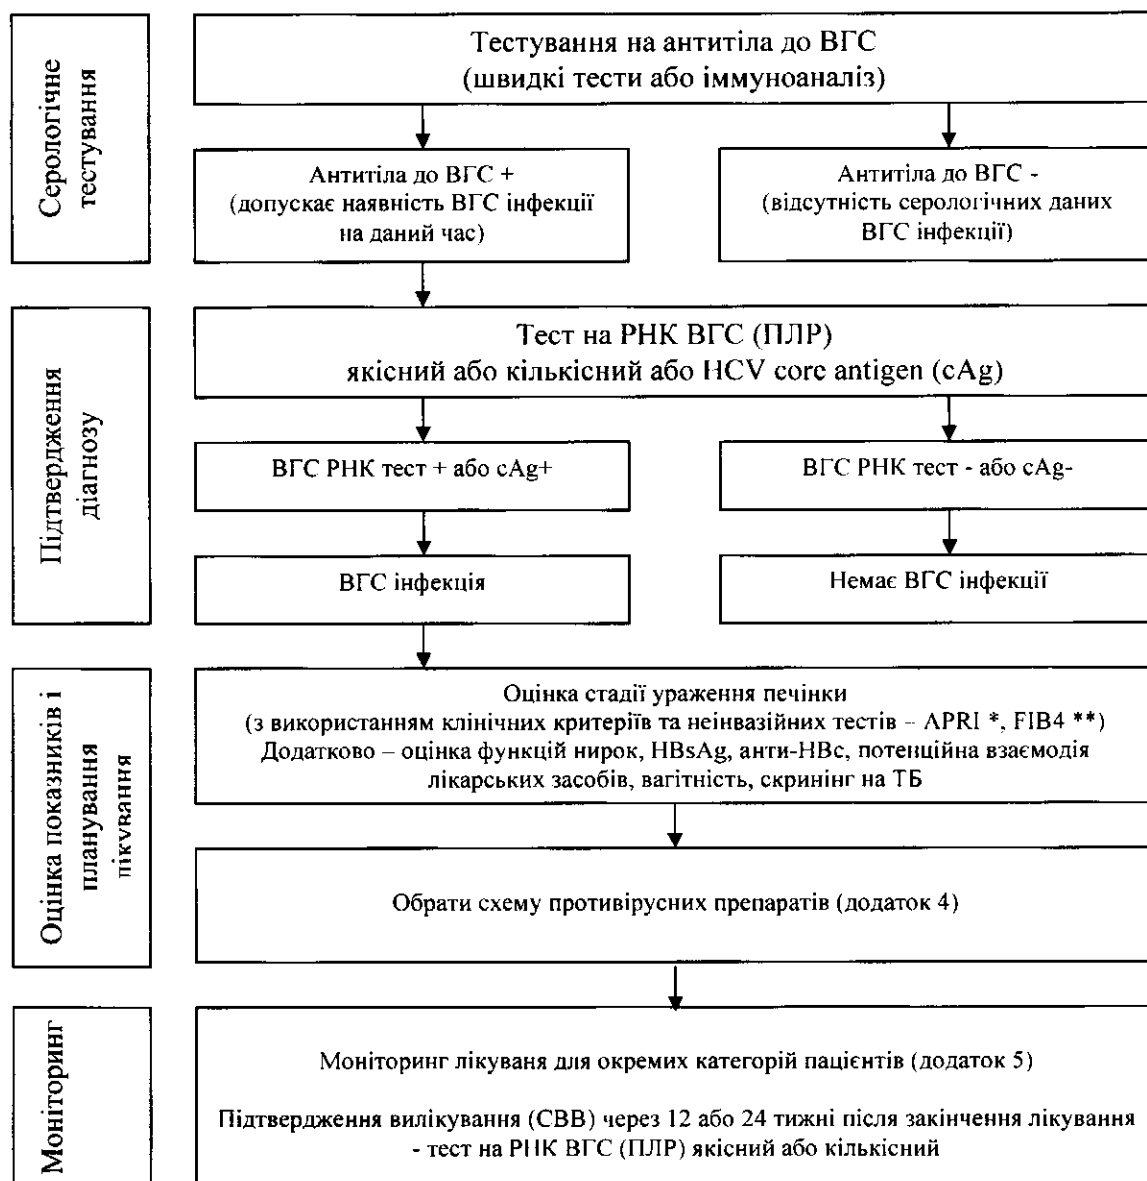 Серологічне
тестування
Тестування на антитіла до ВГС
(швидкі тести або іммуноаналіз)
Антитіла до ВГС +
(допускає наявність ВГС інфекції
на даний час)
Антитіла до ВГС -
(відсутність серологічних даних
ВГС інфекції)
Підтвердження
діагнозу
Тест на РНК ВГС (ПЛР)
якісний або кількісний або HCV core antigen (cAg)
ВГС РНК тест + або cAg+
ВГС РНК тест - або cAg-
ВГС інфекція
Немає ВГС інфекції
Оцінка показників і
планування
лікування
Оцінка стадії ураження печінки
(з використанням клінічних критеріїв та неінвазійних тестів – APRI *, FIB4 **)
Додатково – оцінка функцій нирок, HBsAg, анти-HBc, потенційна взаємодія
лікарських засобів, вагітність, скринінг на ТБ
Обрати схему противірусних препаратів (додаток 4)
Моніторинг
Моніторинг лікуваня для окремих категорій пацієнтів (додаток 5)
Підтвердження вилікування (СВВ) через 12 або 24 тижні після закінчення лікування
- тест на РНК ВГС (ПЛР) якісний або кількісний